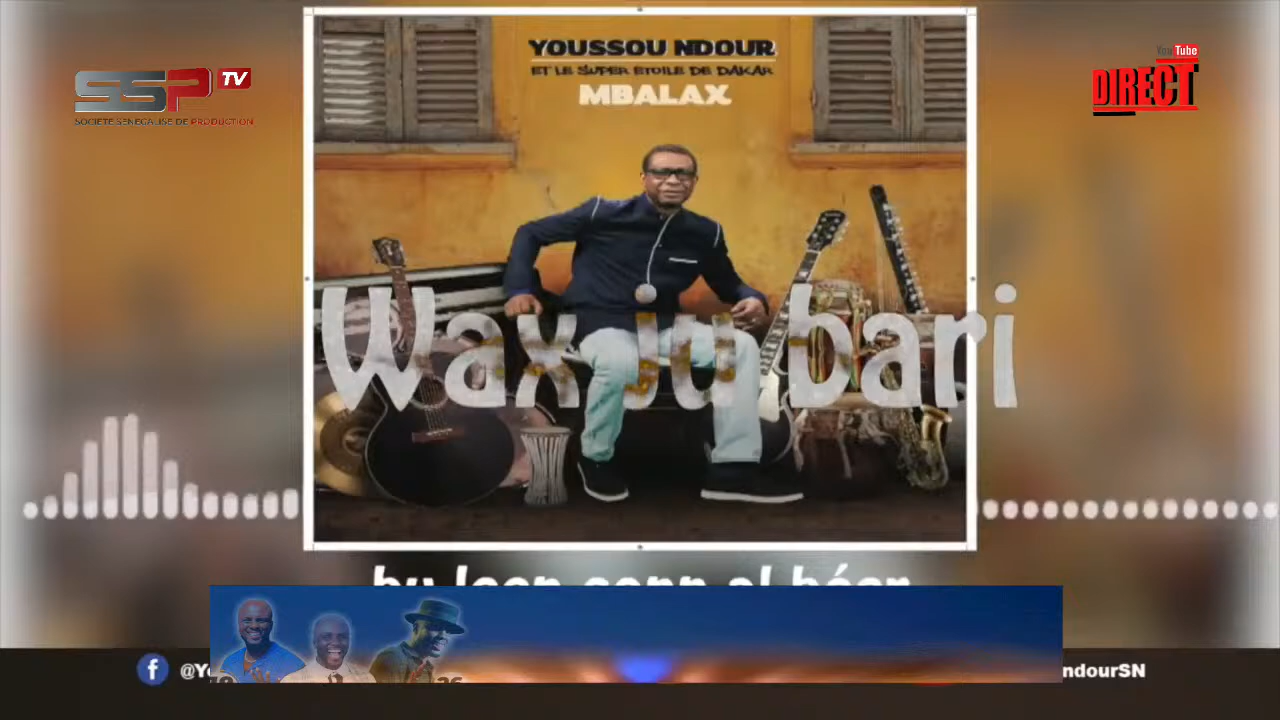 YOUSSOU NDOUR
ET LE SUPER ETOILE DE DAKAR
MBALAX
SSP TV
SOCIETE SENEGALISE DE PRODUCTION
YouTube
DIRECT
Wax ju bari
f
ndourSN